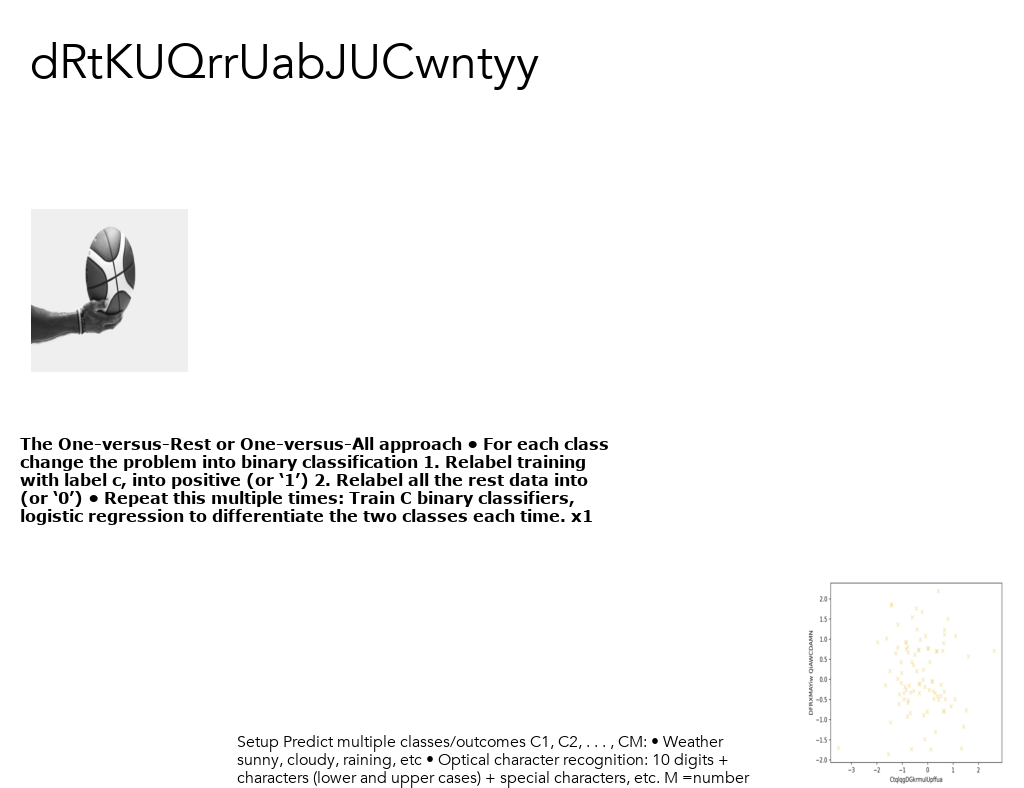 dRtKUQrrUabJUCwntyy
The One-versus-Rest or One-versus-All approach • For each class
change the problem into binary classification 1. Relabel training
with label c, into positive (or ‘1’) 2. Relabel all the rest data into
(or ‘0’) • Repeat this multiple times: Train C binary classifiers,
logistic regression to differentiate the two classes each time. x1
2.0
1.5
1.0
0.5
0.0
−0.5
−1.0
−1.5
−2.0
−3 −2 −1 0 1 2
Setup Predict multiple classes/outcomes C1, C2, . . . , CM: • Weather
sunny, cloudy, raining, etc • Optical character recognition: 10 digits +
characters (lower and upper cases) + special characters, etc. M =number